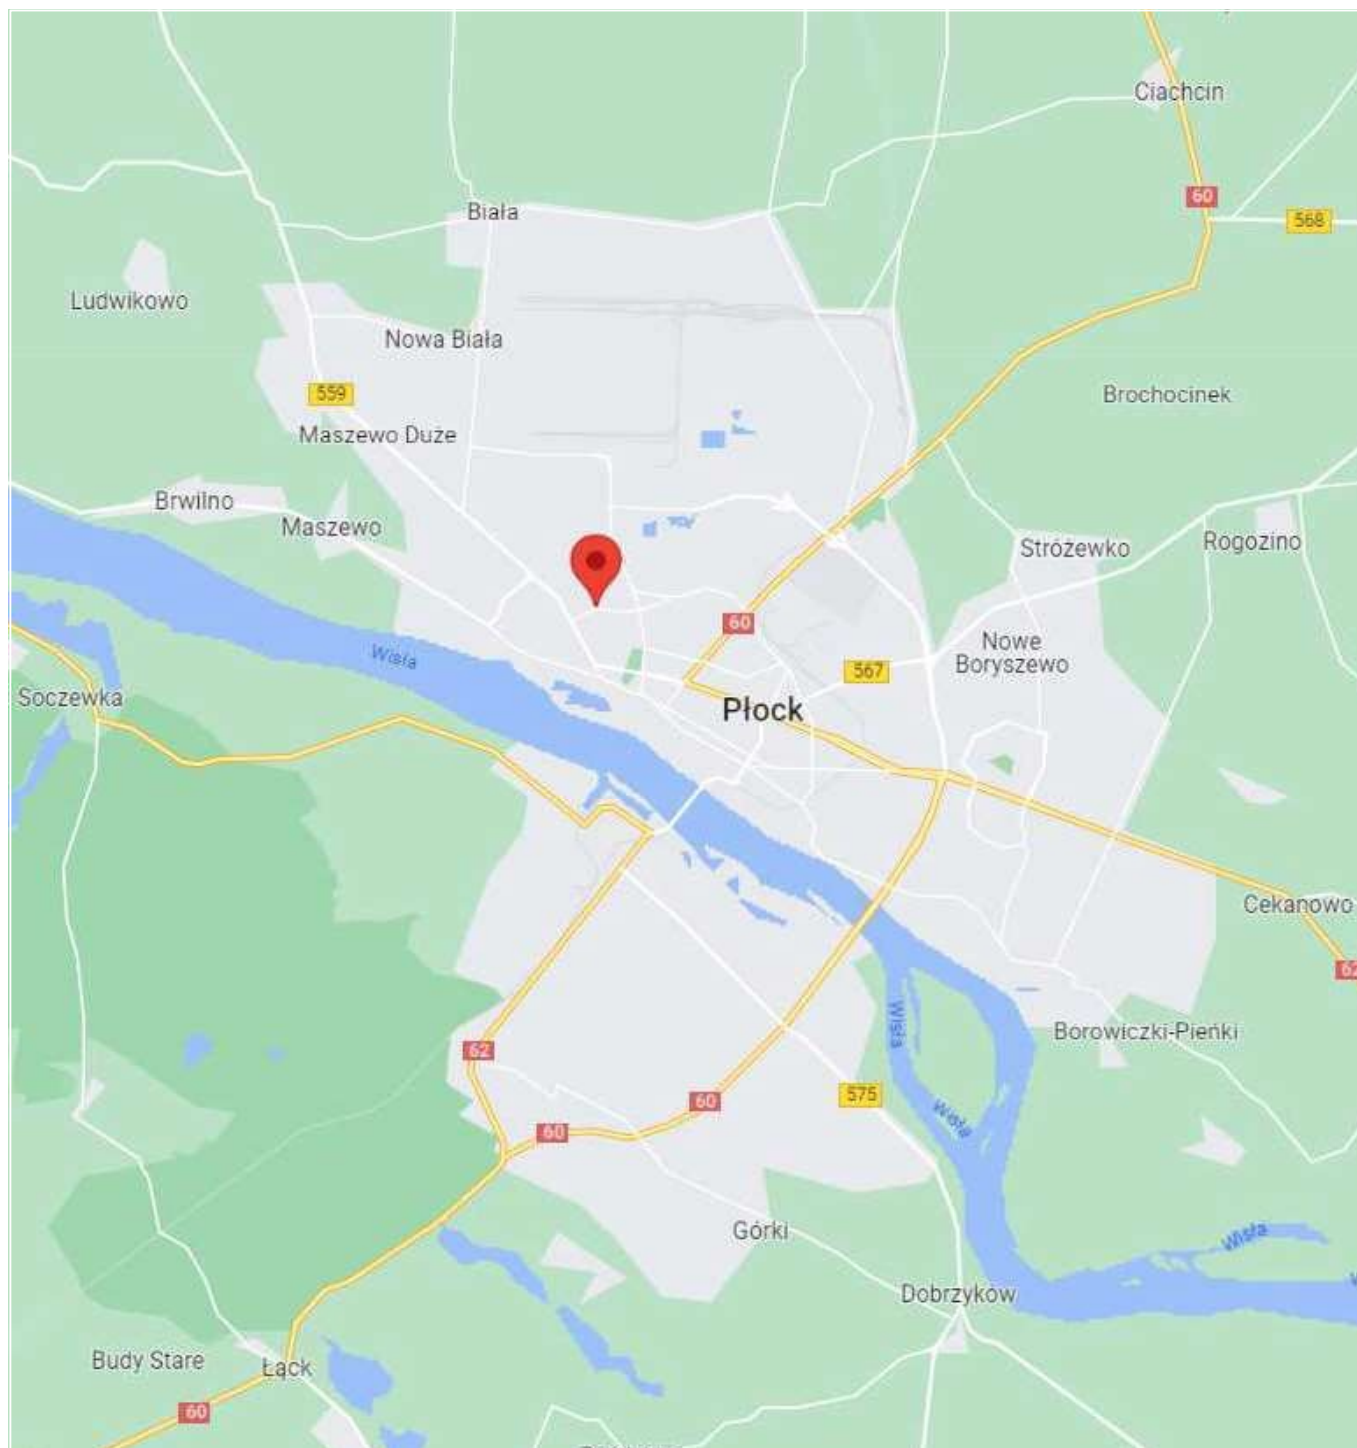 Ciachcin
60
568
Biała
Ludwikowo
Nowa Biała
559
Brochocinek
Maszewo Duże
Brwilno
Maszewo
Stróżewko
Rogozino
60
Nowe
Boryszewo
Wisła
567
Soczewka
Płock
Cekanowo
62
Wisła
Borowiczki-Pieńki
62
575
60
Wisła
60
Górki
Wisła
Dobrzyków
Budy Stare
Łąck
60